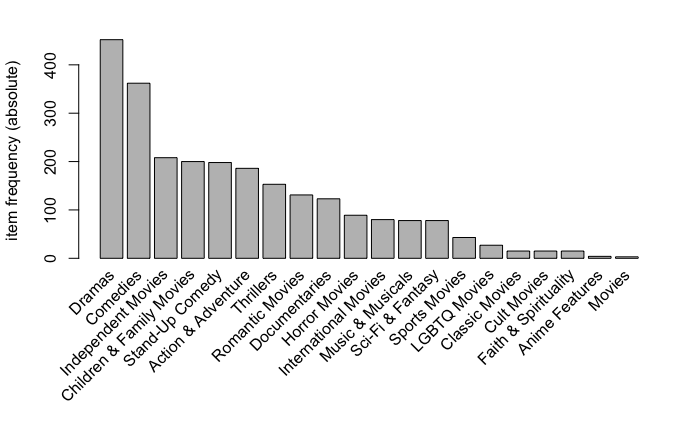 item frequency (absolute)
400
300
200
100
0
Dramas
Comedies
Independent Movies
Children & Family Movies
Stand-Up Comedy
Action & Adventure
Thrillers
Romantic Movies
Documentaries
Horror Movies
International Movies
Music & Musicals
Sci-Fi & Fantasy
Sports Movies
LGBTQ Movies
Classic Movies
Cult Movies
Faith & Spirituality
Anime Features
Movies